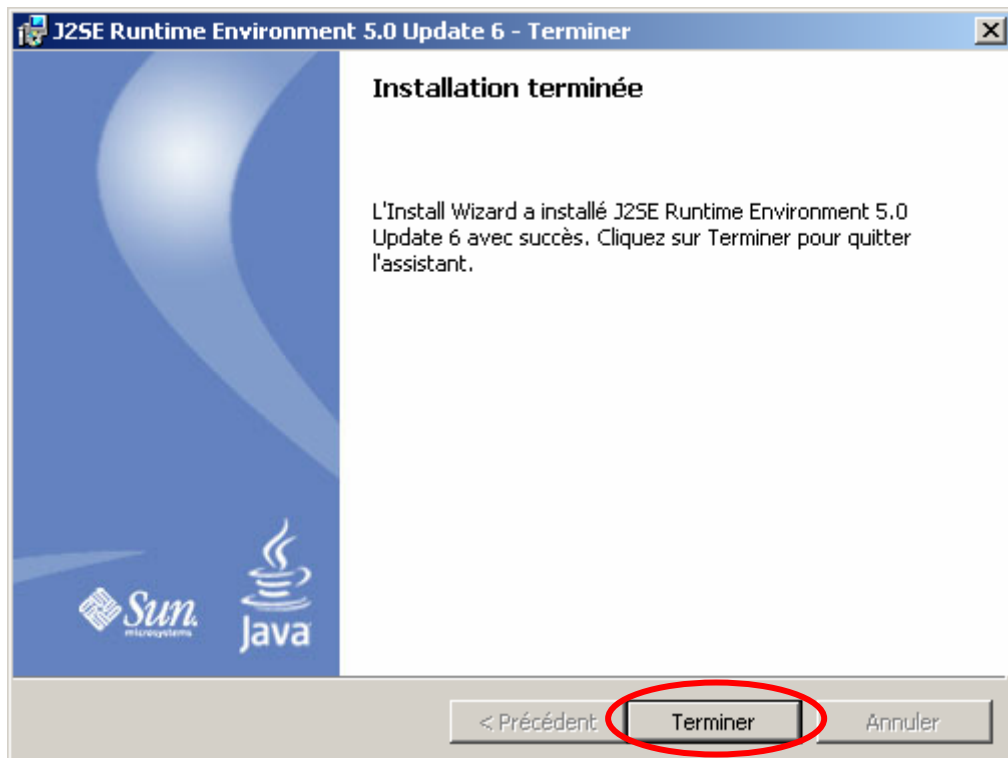 J2SE Runtime Environment 5.0 Update 6 - Terminer
Installation terminée
L'Install Wizard a installé J2SE Runtime Environment 5.0
Update 6 avec succès. Cliquez sur Terminer pour quitter
l'assistant.
Sun
microsystems
Java
< Précédent
Terminer
Annuler